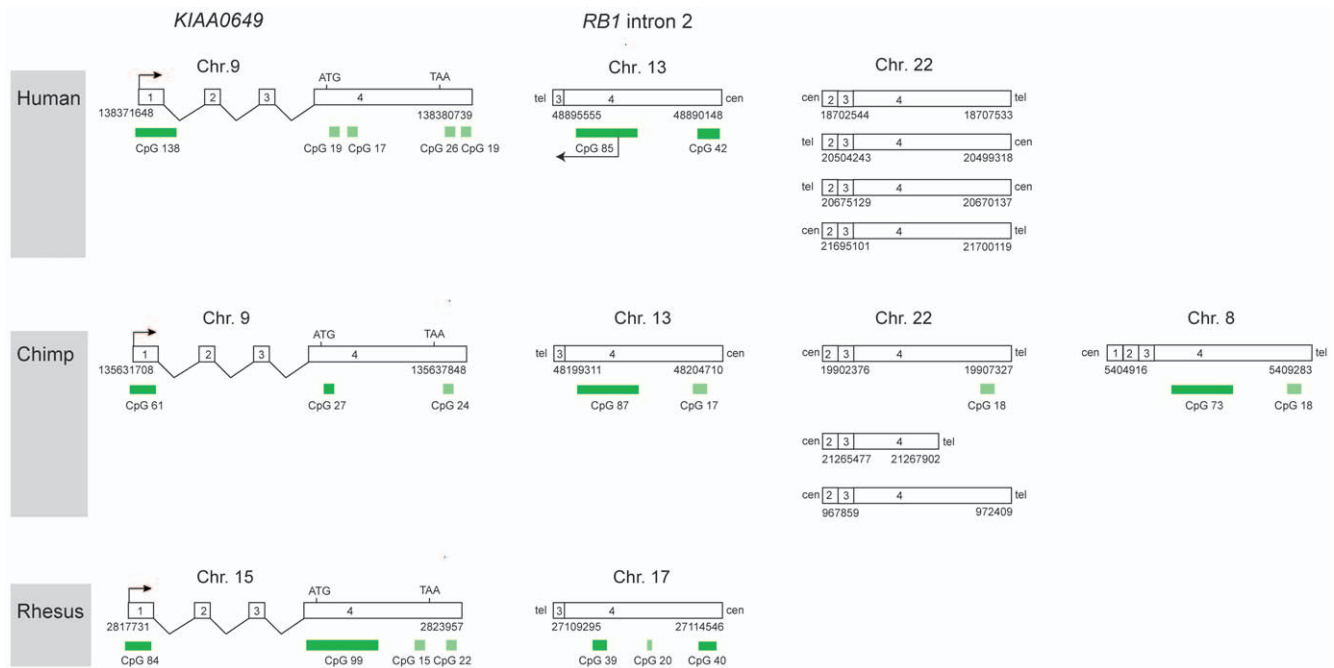 KIAA0649
RB1 intron 2
Human
Chr.9
ATG
TAA
1
2
3
4
138371648
138380739
CpG 138
CpG 19
CpG 17
CpG 26
CpG 19
Chr. 13
tel
3
4
cen
48895555
48890148
CpG 85
CpG 42
Chr. 22
cen
2
3
4
tel
18702544
18707533
tel
2
3
4
cen
20504243
20499318
tel
2
3
4
cen
20675129
20670137
cen
2
3
4
tel
21695101
21700119
Chimp
Chr. 9
ATG
TAA
1
2
3
4
135631708
135637848
CpG 61
CpG 27
CpG 24
Chr. 13
tel
3
4
cen
48199311
48204710
CpG 87
CpG 17
Chr. 22
cen
2
3
4
tel
19902376
19907327
CpG 18
cen
2
3
4
tel
21265477
21267902
cen
2
3
4
tel
967859
972409
Chr. 8
cen
1
2
3
4
tel
5404916
5409283
CpG 73
CpG 18
Rhesus
Chr. 15
ATG
TAA
1
2
3
4
2817731
2823957
CpG 84
CpG 99
CpG 15
CpG 22
Chr. 17
tel
3
4
cen
27109295
27114546
CpG 39
CpG 20
CpG 40